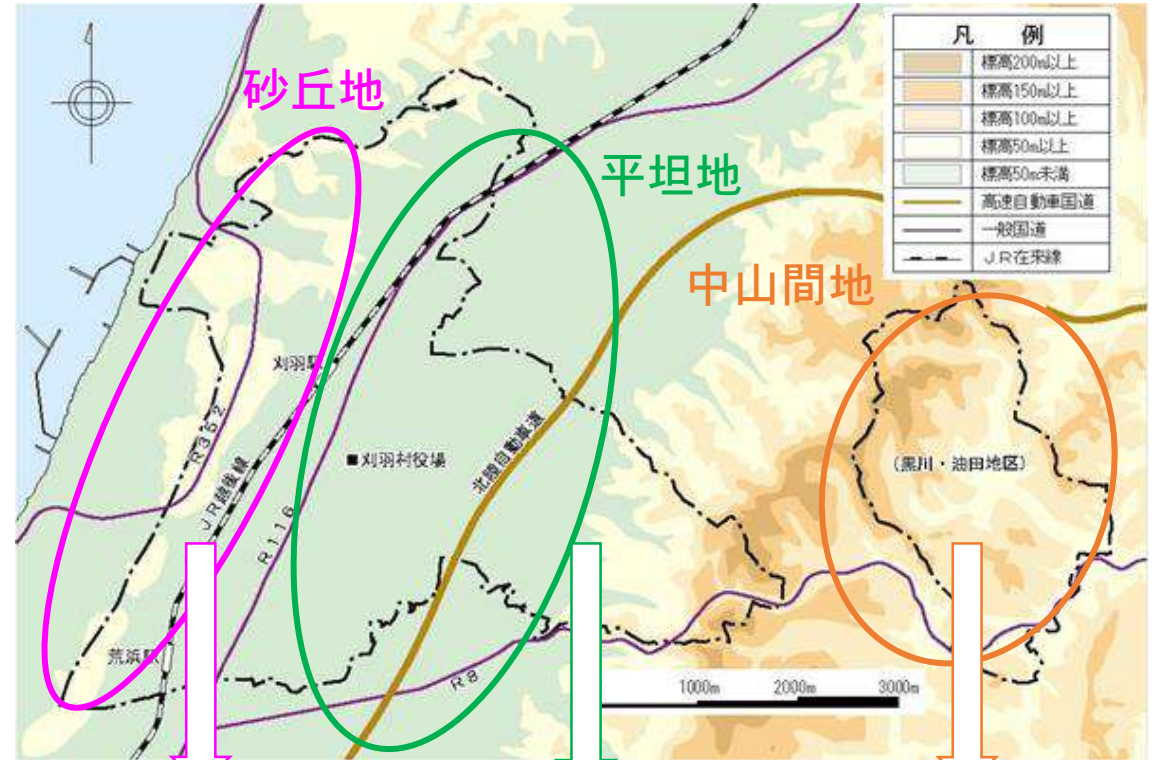 凡 例
標高200m以上
標高150m以上
標高100m以上
標高50m以上
標高50m未満
高速自動車国道
一般国道
JR在来線
砂丘地
平坦地
中山間地
刈羽駅
R352
■刈羽村役場
北陸自動車道
(黒川・油田地区)
JR越後線
R116
荒浜駅
R8
1000m 2000m 3000m